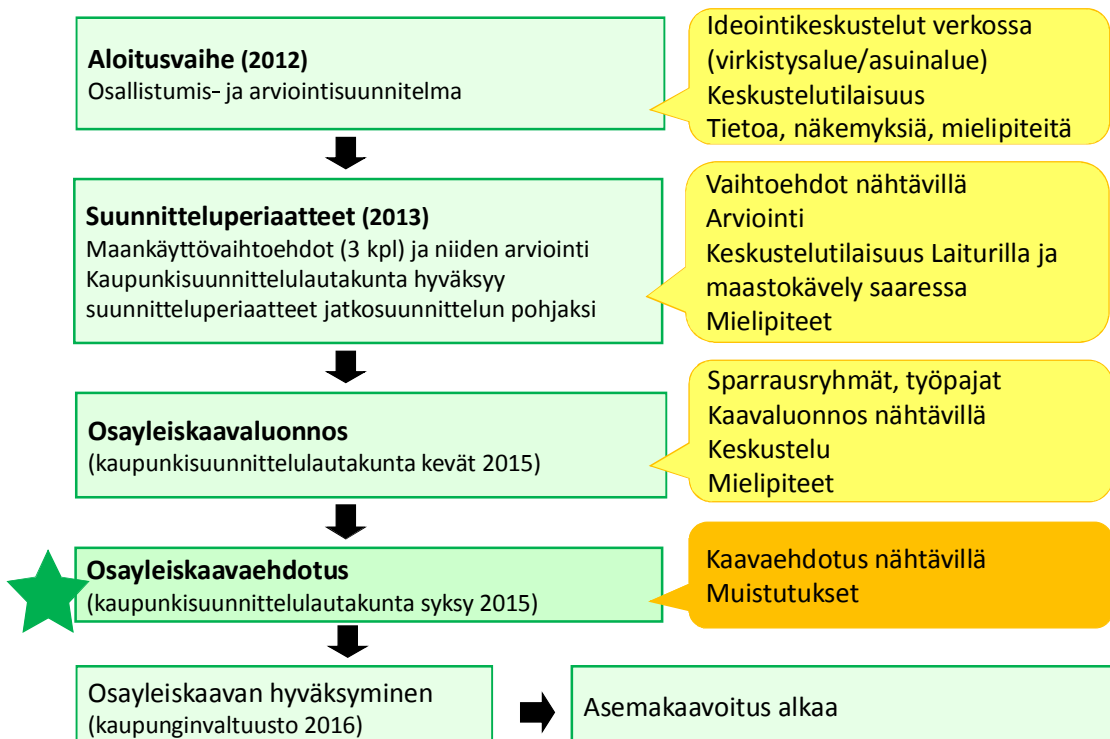 Aloitusvaihe (2012)
Osallistumis- ja arviointisuunnitelma
Ideointikeskustelut verkossa
(virkistysalue/asuinalue)
Keskustelutilaisuus
Tietoa, näkemyksiä, mielipiteitä
Suunnitteluperiaatteet (2013)
Maankäyttövaihtoehdot (3 kpl) ja niiden arviointi
Kaupunkisuunnittelulautakunta hyväksyy
suunnitteluperiaatteet jatkosuunnittelun pohjaksi
Vaihtoehdot nähtävillä
Arviointi
Keskustelutilaisuus Laiturilla ja
maastokävely saaressa
Mielipiteet
Osayleiskaavaluonnos
(kaupunkisuunnittelulautakunta kevät 2015)
Sparrausryhmät, työpajat
Kaavaluonnos nähtävillä
Keskustelu
Mielipiteet
Osayleiskaavaehdotus
(kaupunkisuunnittelulautakunta syksy 2015)
Kaavaehdotus nähtävillä
Muistutukset
Osayleiskaavan hyväksyminen
(kaupunginvaltuusto 2016)
Asemakaavoitus alkaa